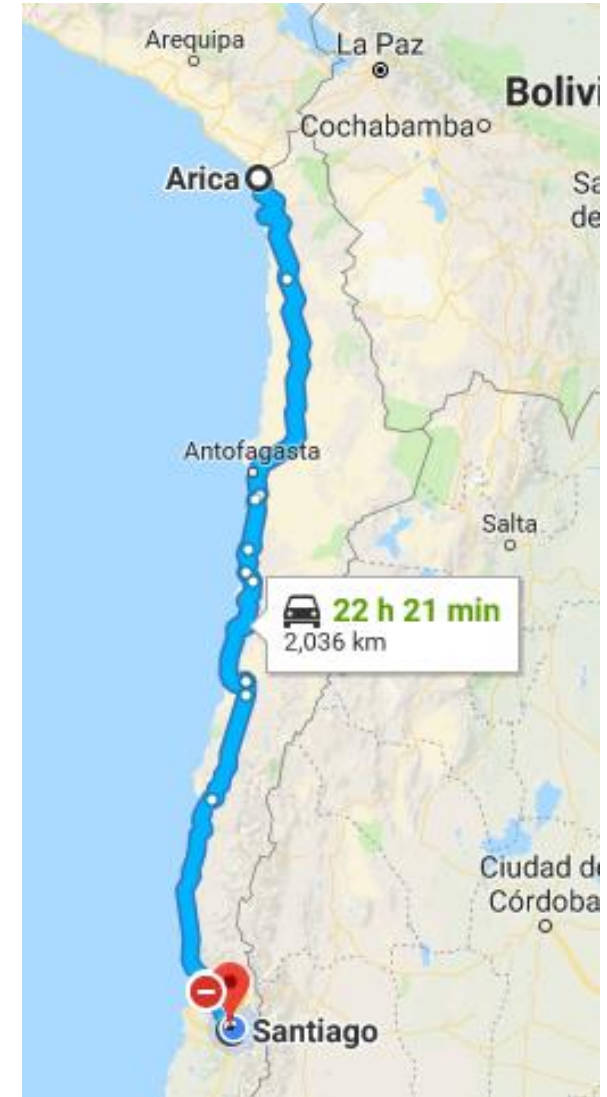 Arequipa
La Paz
Bolivi
Cochabamba
Arica
Sa
de
Antofagasta
Salta
22 h 21 min
2,036 km
Ciudad de
Córdoba
Santiago